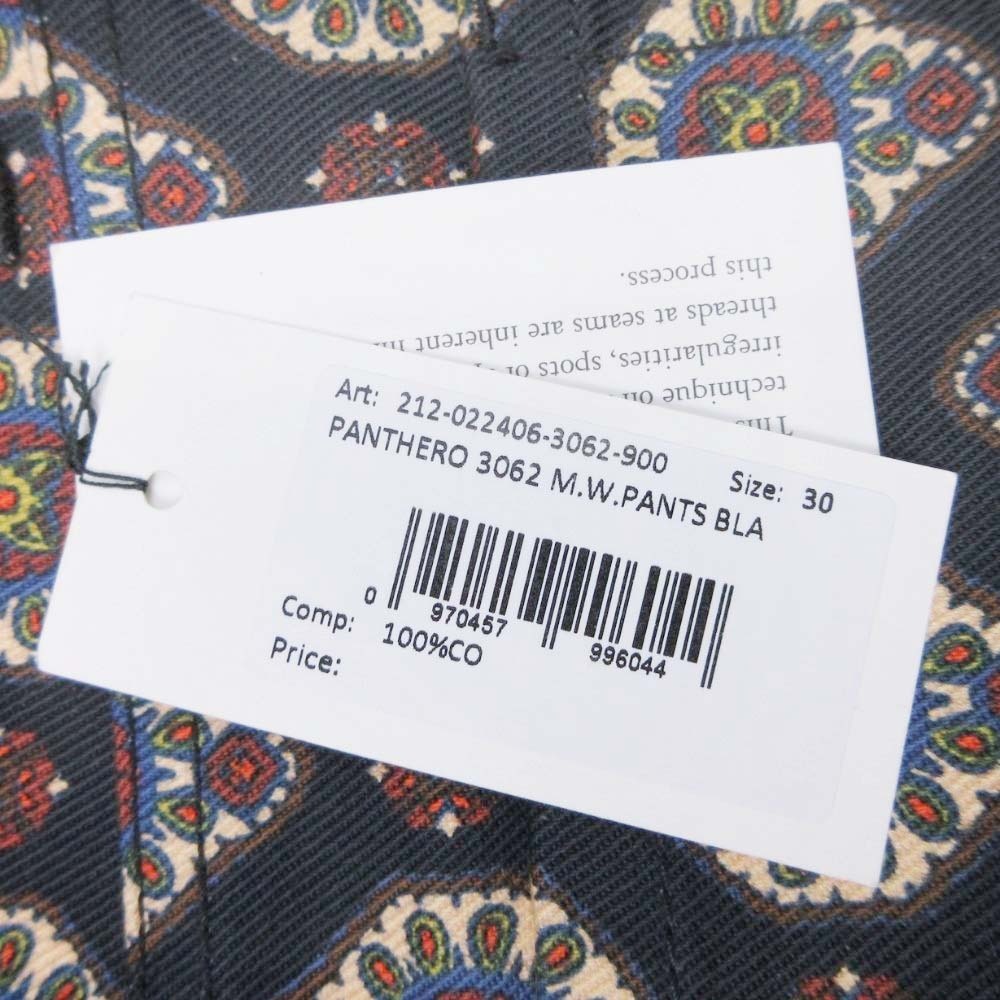 Art: 212-022406-3062-900
PANTHERO 3062 M.W.PANTS BLA
Size: 30
0 970457 996044
Comp: 100%CO
Price:
technique
irregularities, spots
threads at seams are inherent
this process.